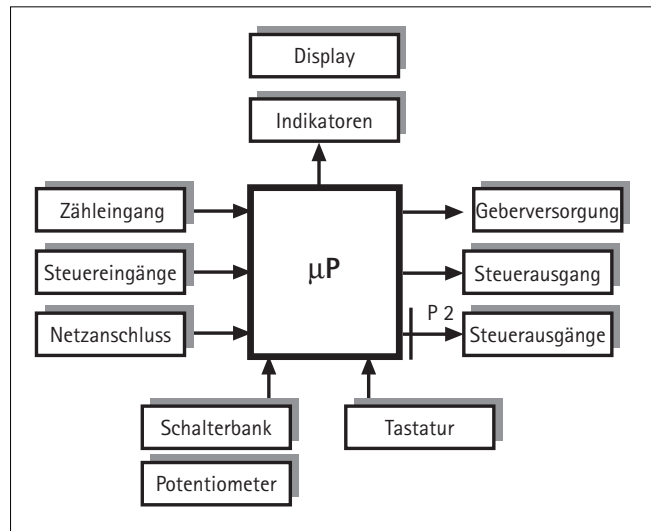 Display
Indikatoren
Zähleingang
Steuereingänge
Netzanschluss
µP
Geberversorgung
Steuerausgang
P 2
Steuerausgänge
Schalterbank
Potentiometer
Tastatur